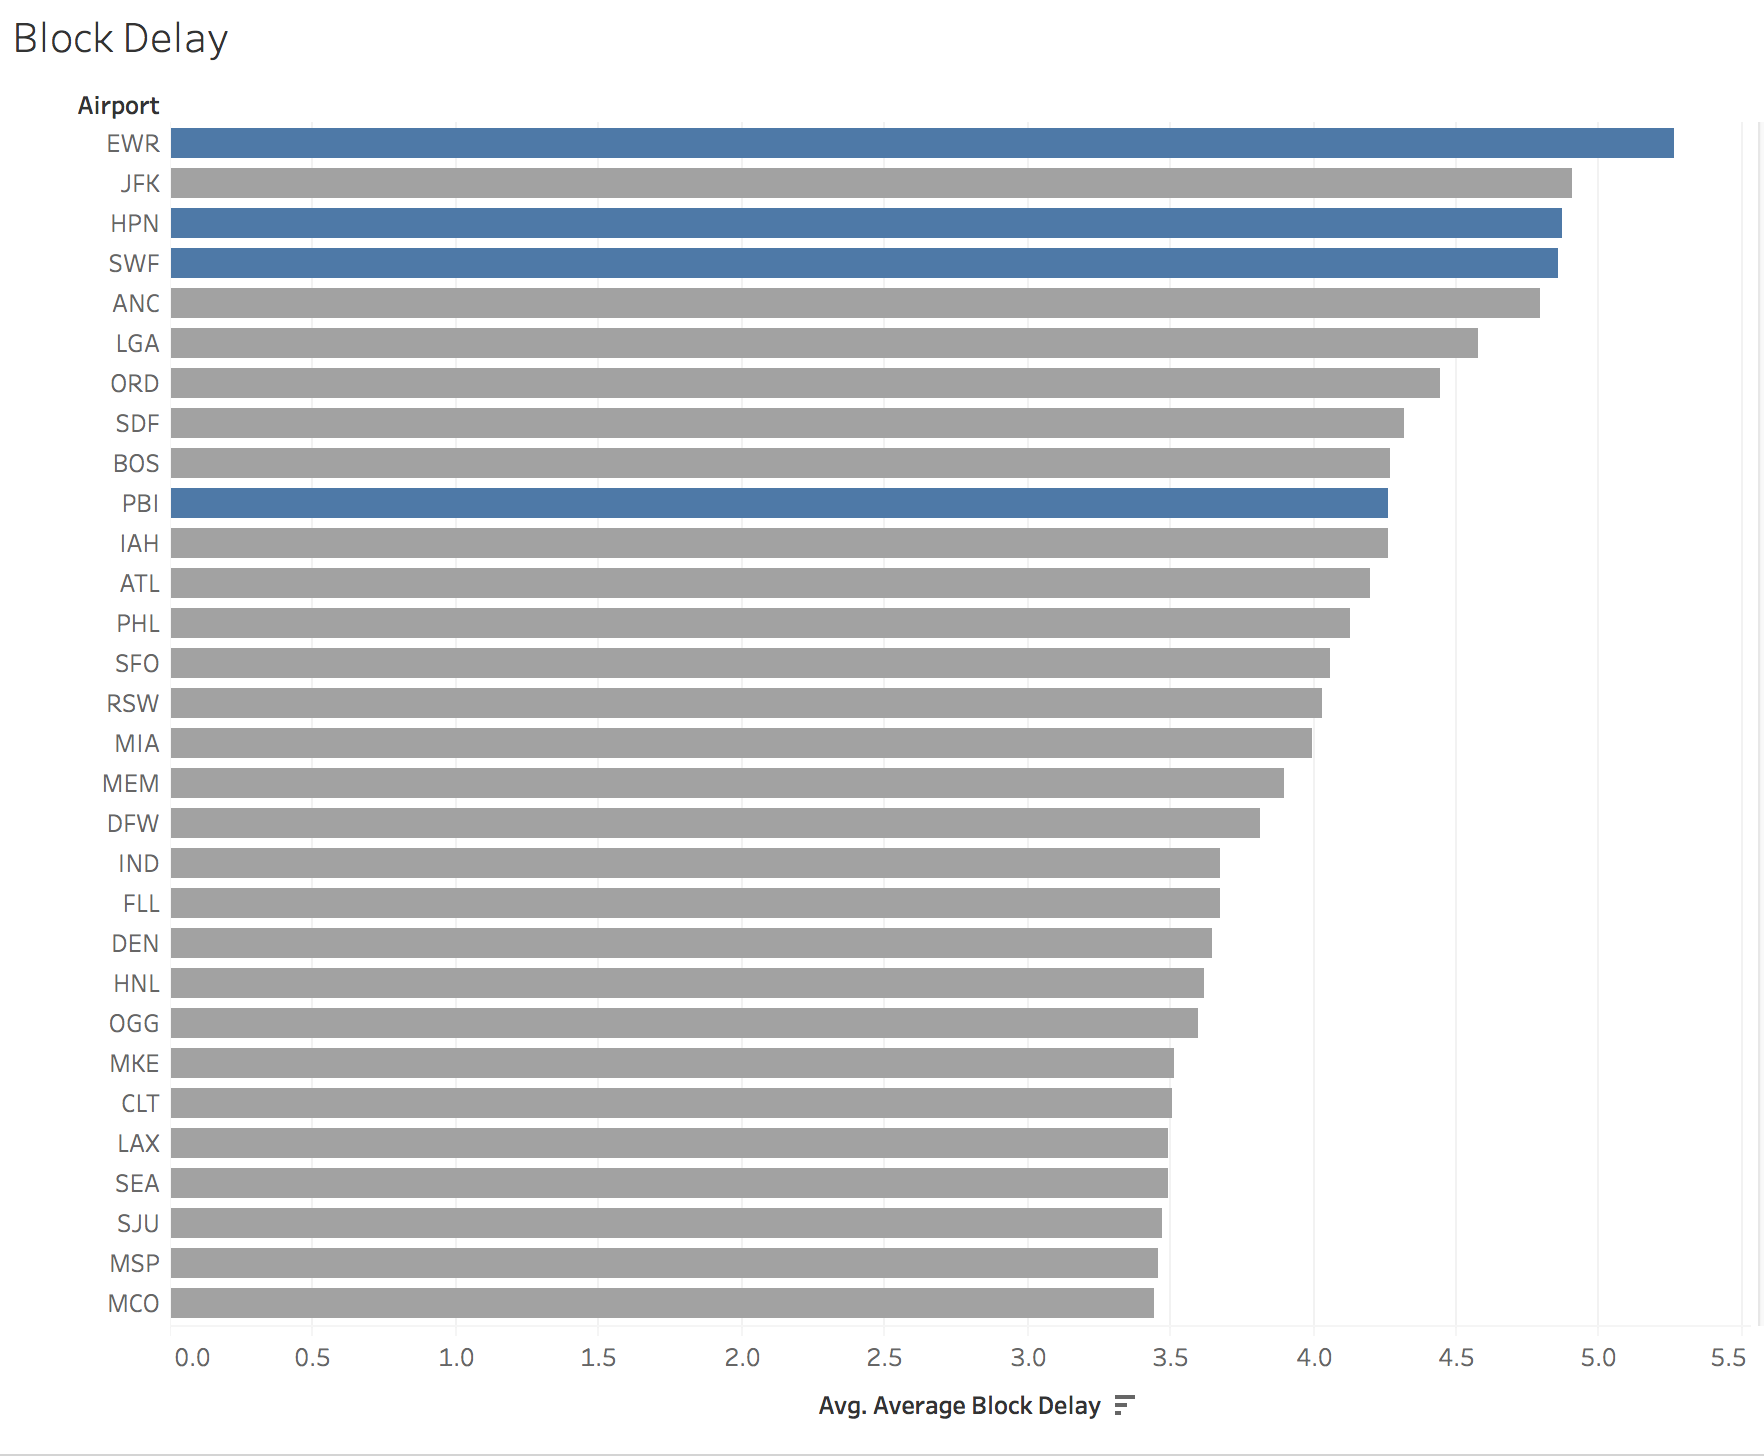 Block Delay
Airport
EWR
JFK
HPN
SWF
ANC
LGA
ORD
SDF
BOS
PBI
IAH
ATL
PHL
SFO
RSW
MIA
MEM
DFW
IND
FLL
DEN
HNL
OGG
MKE
CLT
LAX
SEA
SJU
MSP
MCO
0.0 0.5 1.0 1.5 2.0 2.5 3.0 3.5 4.0 4.5 5.0 5.5
Avg. Average Block Delay